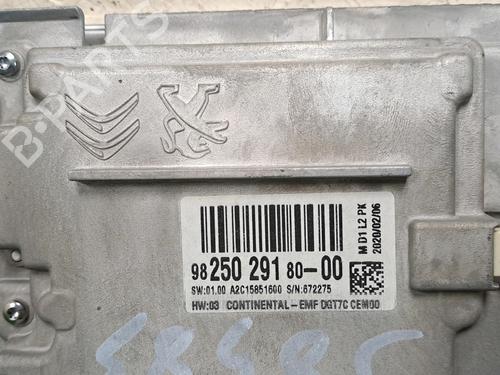 B-PARTS
98 250 291 80-00
SW:01.00 A2C15851600 S/N:672275
HW:03 CONTINENTAL-EMF DGT7C CEM00
M D1 L2 PK
2020/02/06